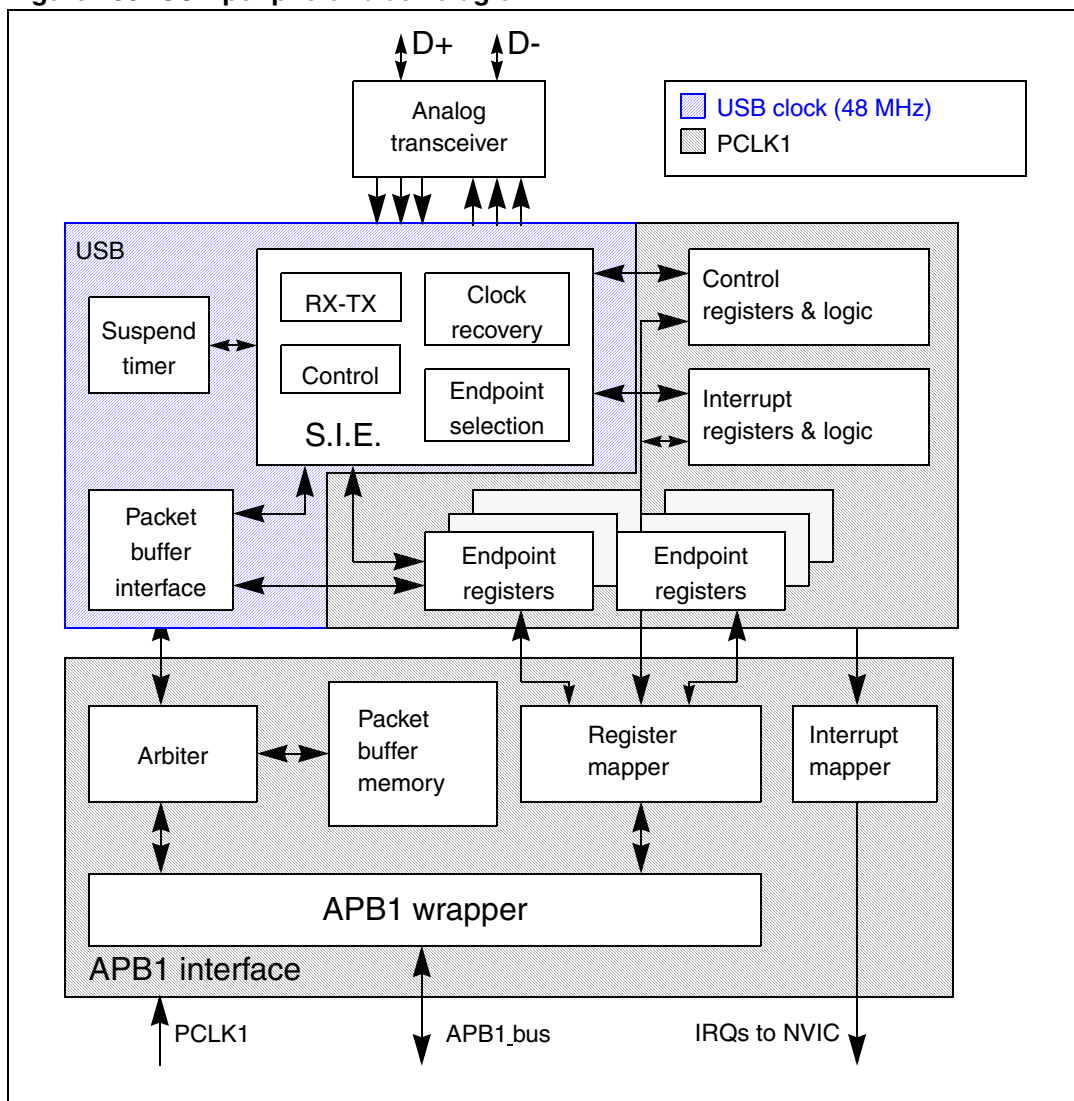 D+ D-
Analog
transceiver
USB clock (48 MHz)
PCLK1
USB
Suspend
timer
RX-TX
Control
S.I.E.
Clock
recovery
Endpoint
selection
Control
registers & logic
Interrupt
registers & logic
Packet
buffer
interface
Endpoint
registers
Endpoint
registers
Arbiter
Packet
buffer
memory
Register
mapper
Interrupt
mapper
APB1 wrapper
APB1 interface
PCLK1
APB1_bus
IRQs to NVIC